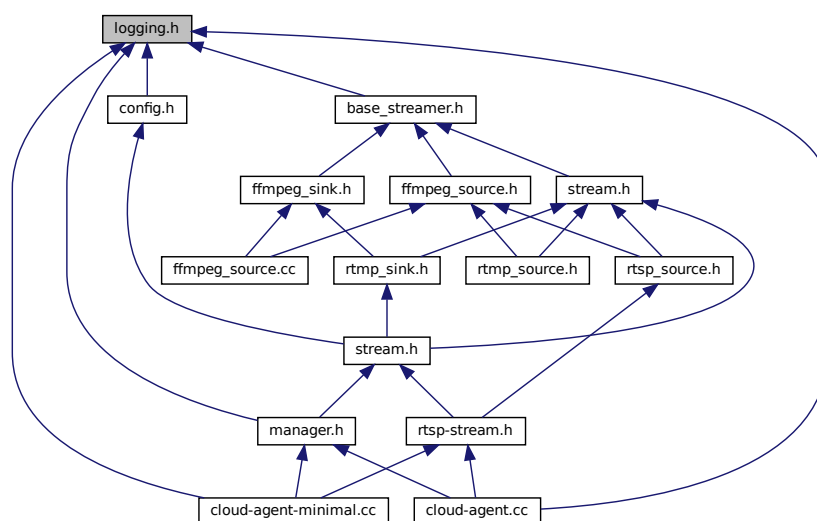 logging.h
config.h
base_streamer.h
ffmpeg_sink.h
ffmpeg_source.h
stream.h
ffmpeg_source.cc
rtmp_sink.h
rtmp_source.h
rtsp_source.h
stream.h
manager.h
rtsp-stream.h
cloud-agent-minimal.cc
cloud-agent.cc